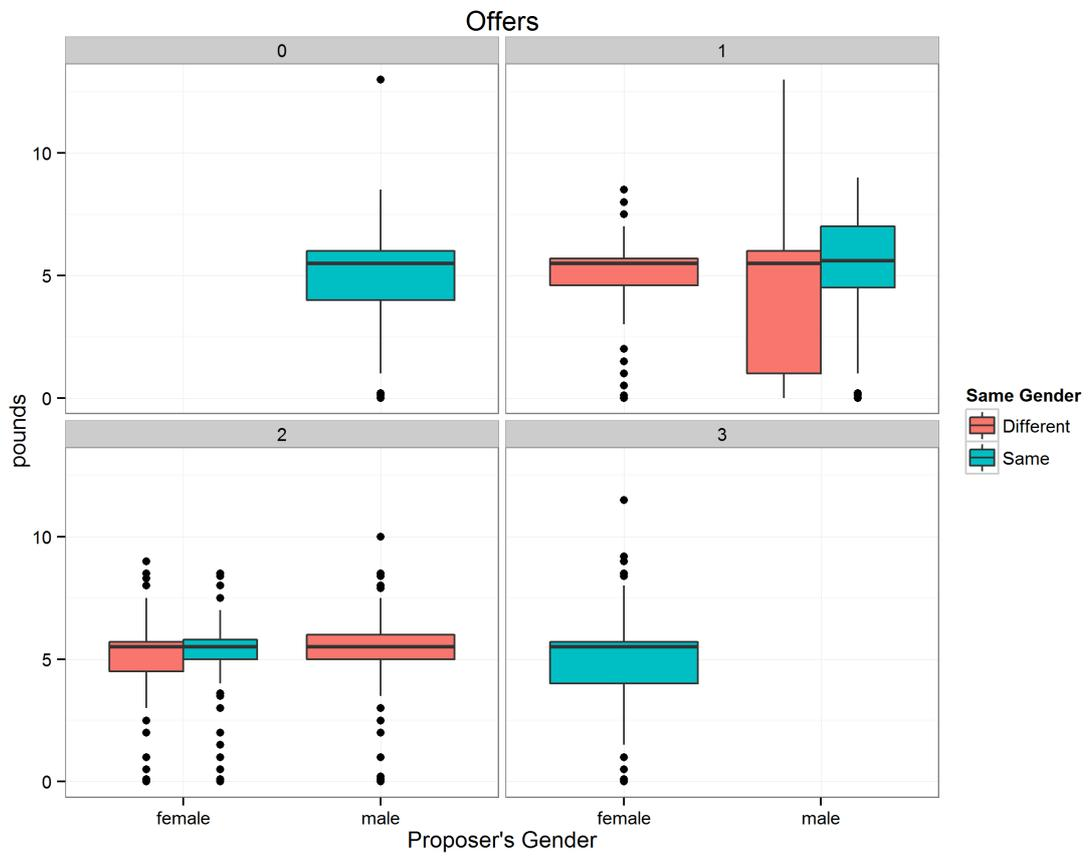 Offers
0
1
10
5
0
2
3
10
5
0
pounds
female
male
female
male
Proposer's Gender
Same Gender
Different
Same